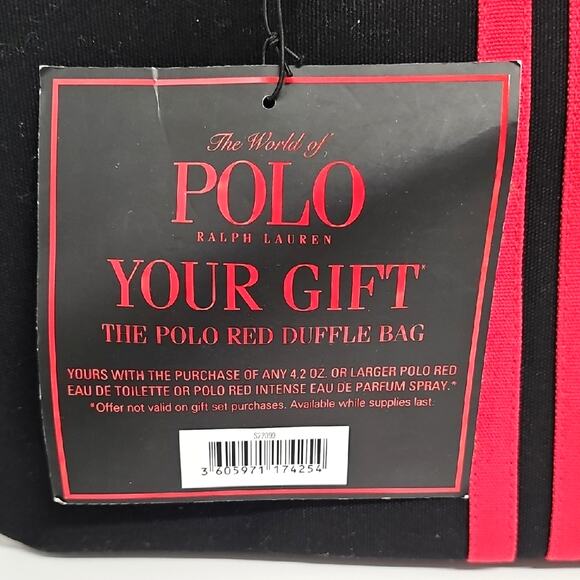 The World of
POLO
RALPH LAUREN
YOUR GIFT*
THE POLO RED DUFFLE BAG
YOURS WITH THE PURCHASE OF ANY 4.2 OZ. OR LARGER POLO RED
EAU DE TOILETTE OR POLO RED INTENSE EAU DE PARFUM SPRAY.*
*Offer not valid on gift set purchases. Available while supplies last.
3 605971 174254